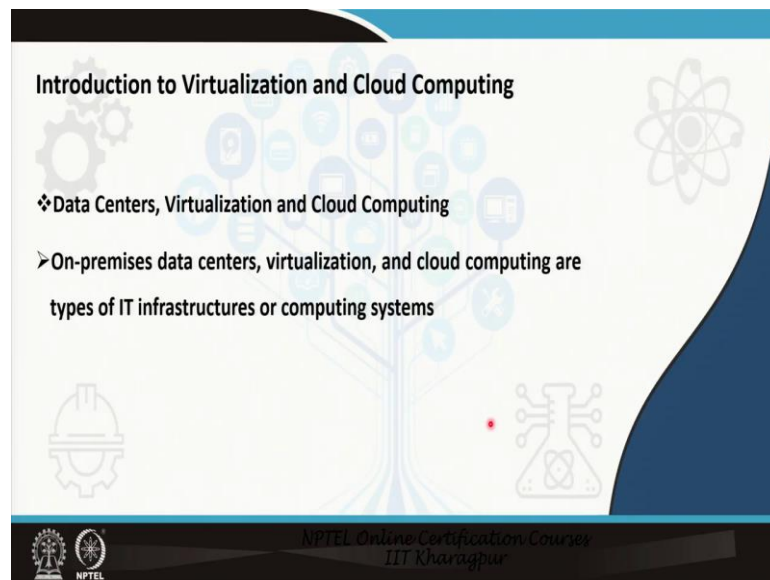 Introduction to Virtualization and Cloud Computing
❖Data Centers, Virtualization and Cloud Computing
➢On-premises data centers, virtualization, and cloud computing are
types of IT infrastructures or computing systems
NPTEL Online Certification Courses
IIT Kharagpur
NPTEL